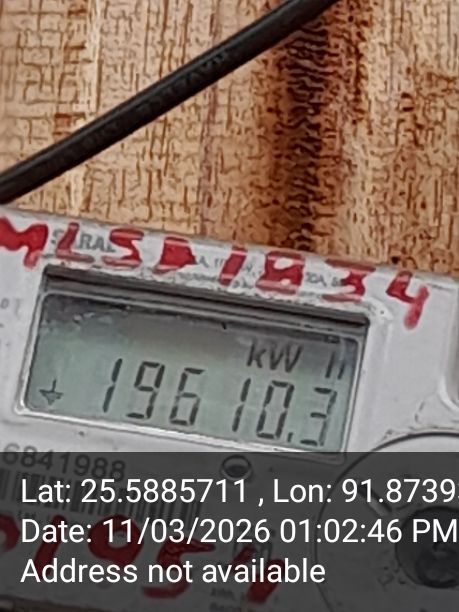 MLSD1034
kW h
19610.3
6841988
Lat: 25.5885711 , Lon: 91.8739
Date: 11/03/2026 01:02:46 PM
Address not available